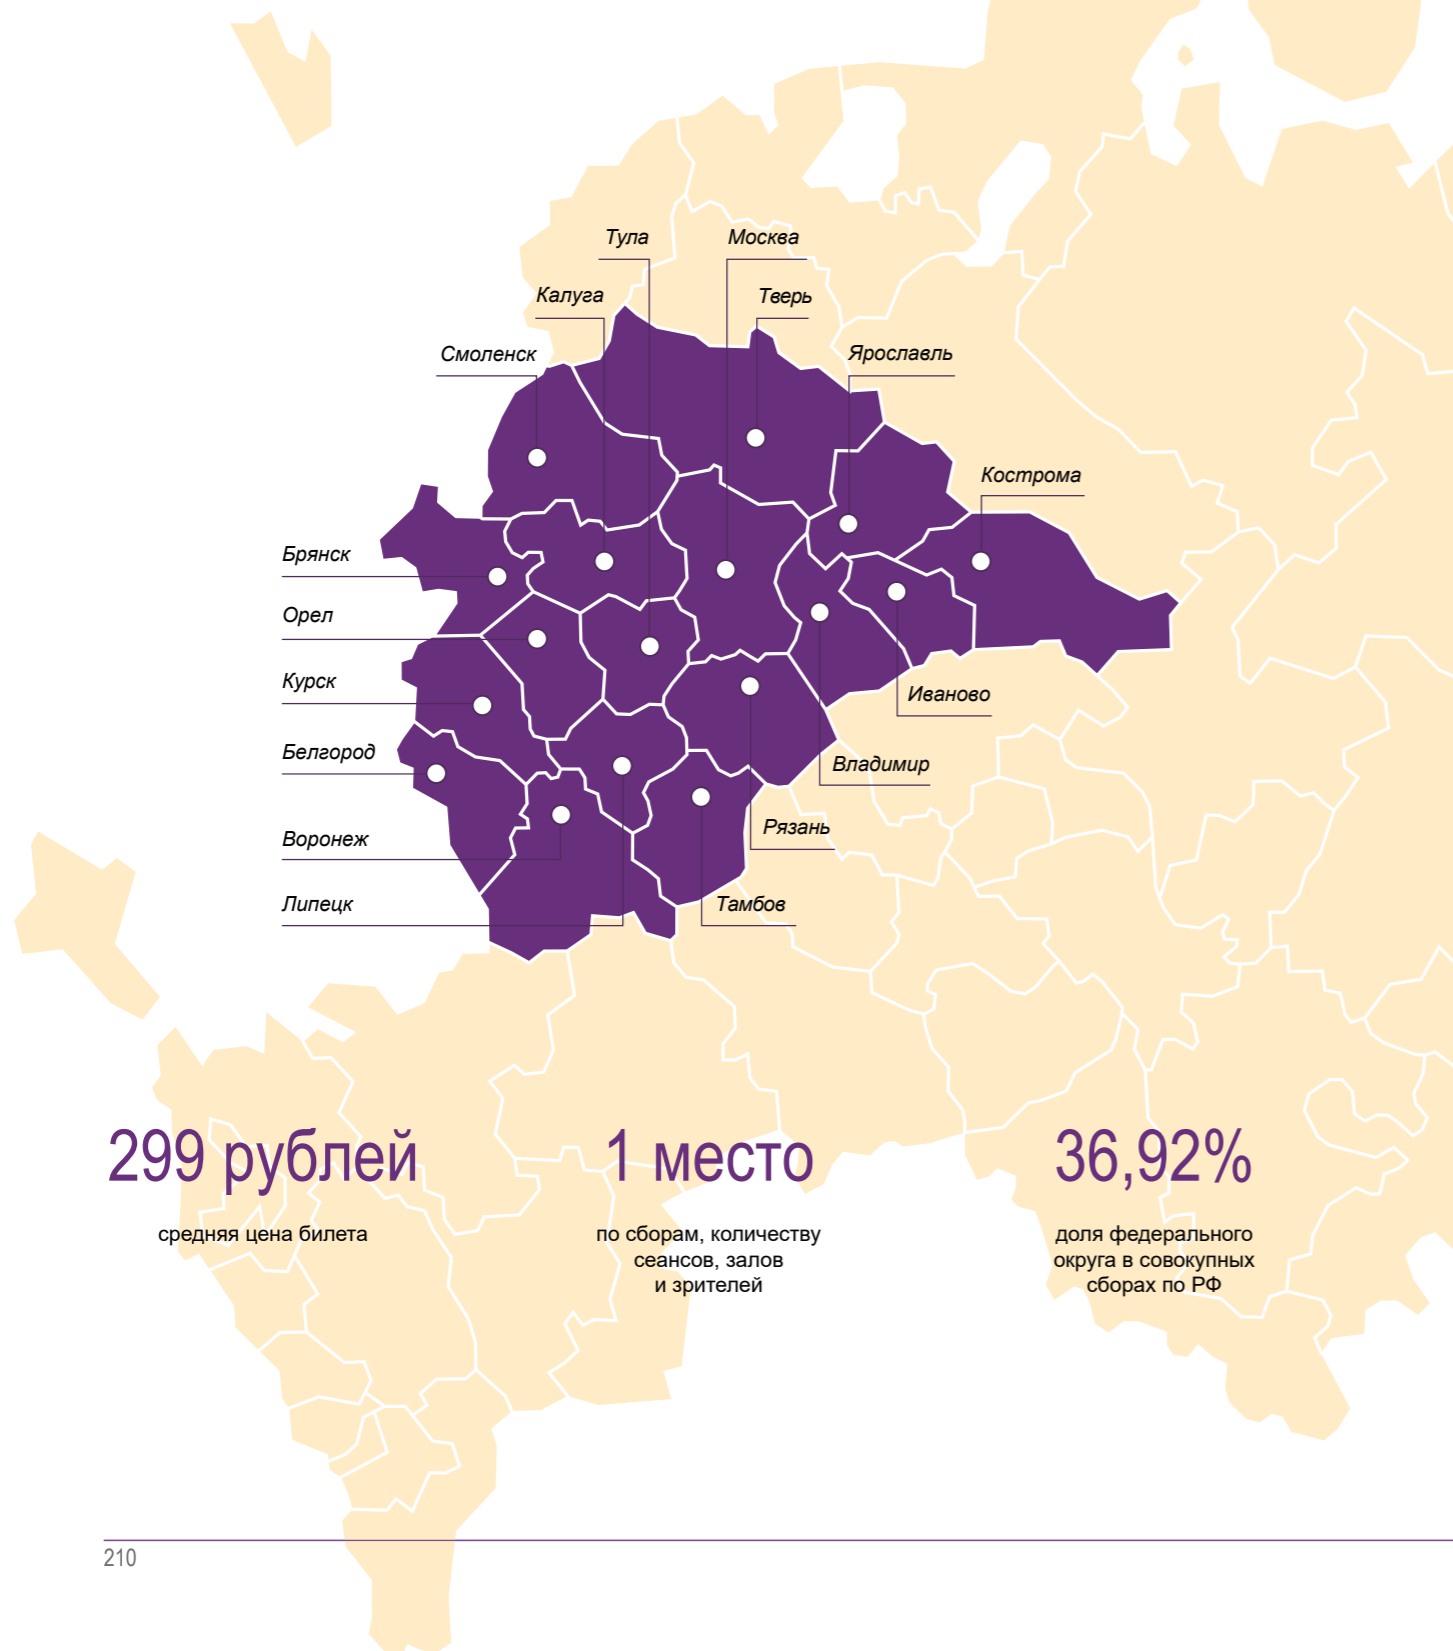 Тула
Москва
Калуга
Тверь
Смоленск
Ярославль
Кострома
Брянск
Орел
Курск
Иваново
Белгород
Владимир
Воронеж
Рязань
Липецк
Тамбов
299 рублей
средняя цена билета
1 место
по сборам, количеству
сеансов, залов
и зрителей
36,92%
доля федерального
округа в совокупных
сборах по РФ
210